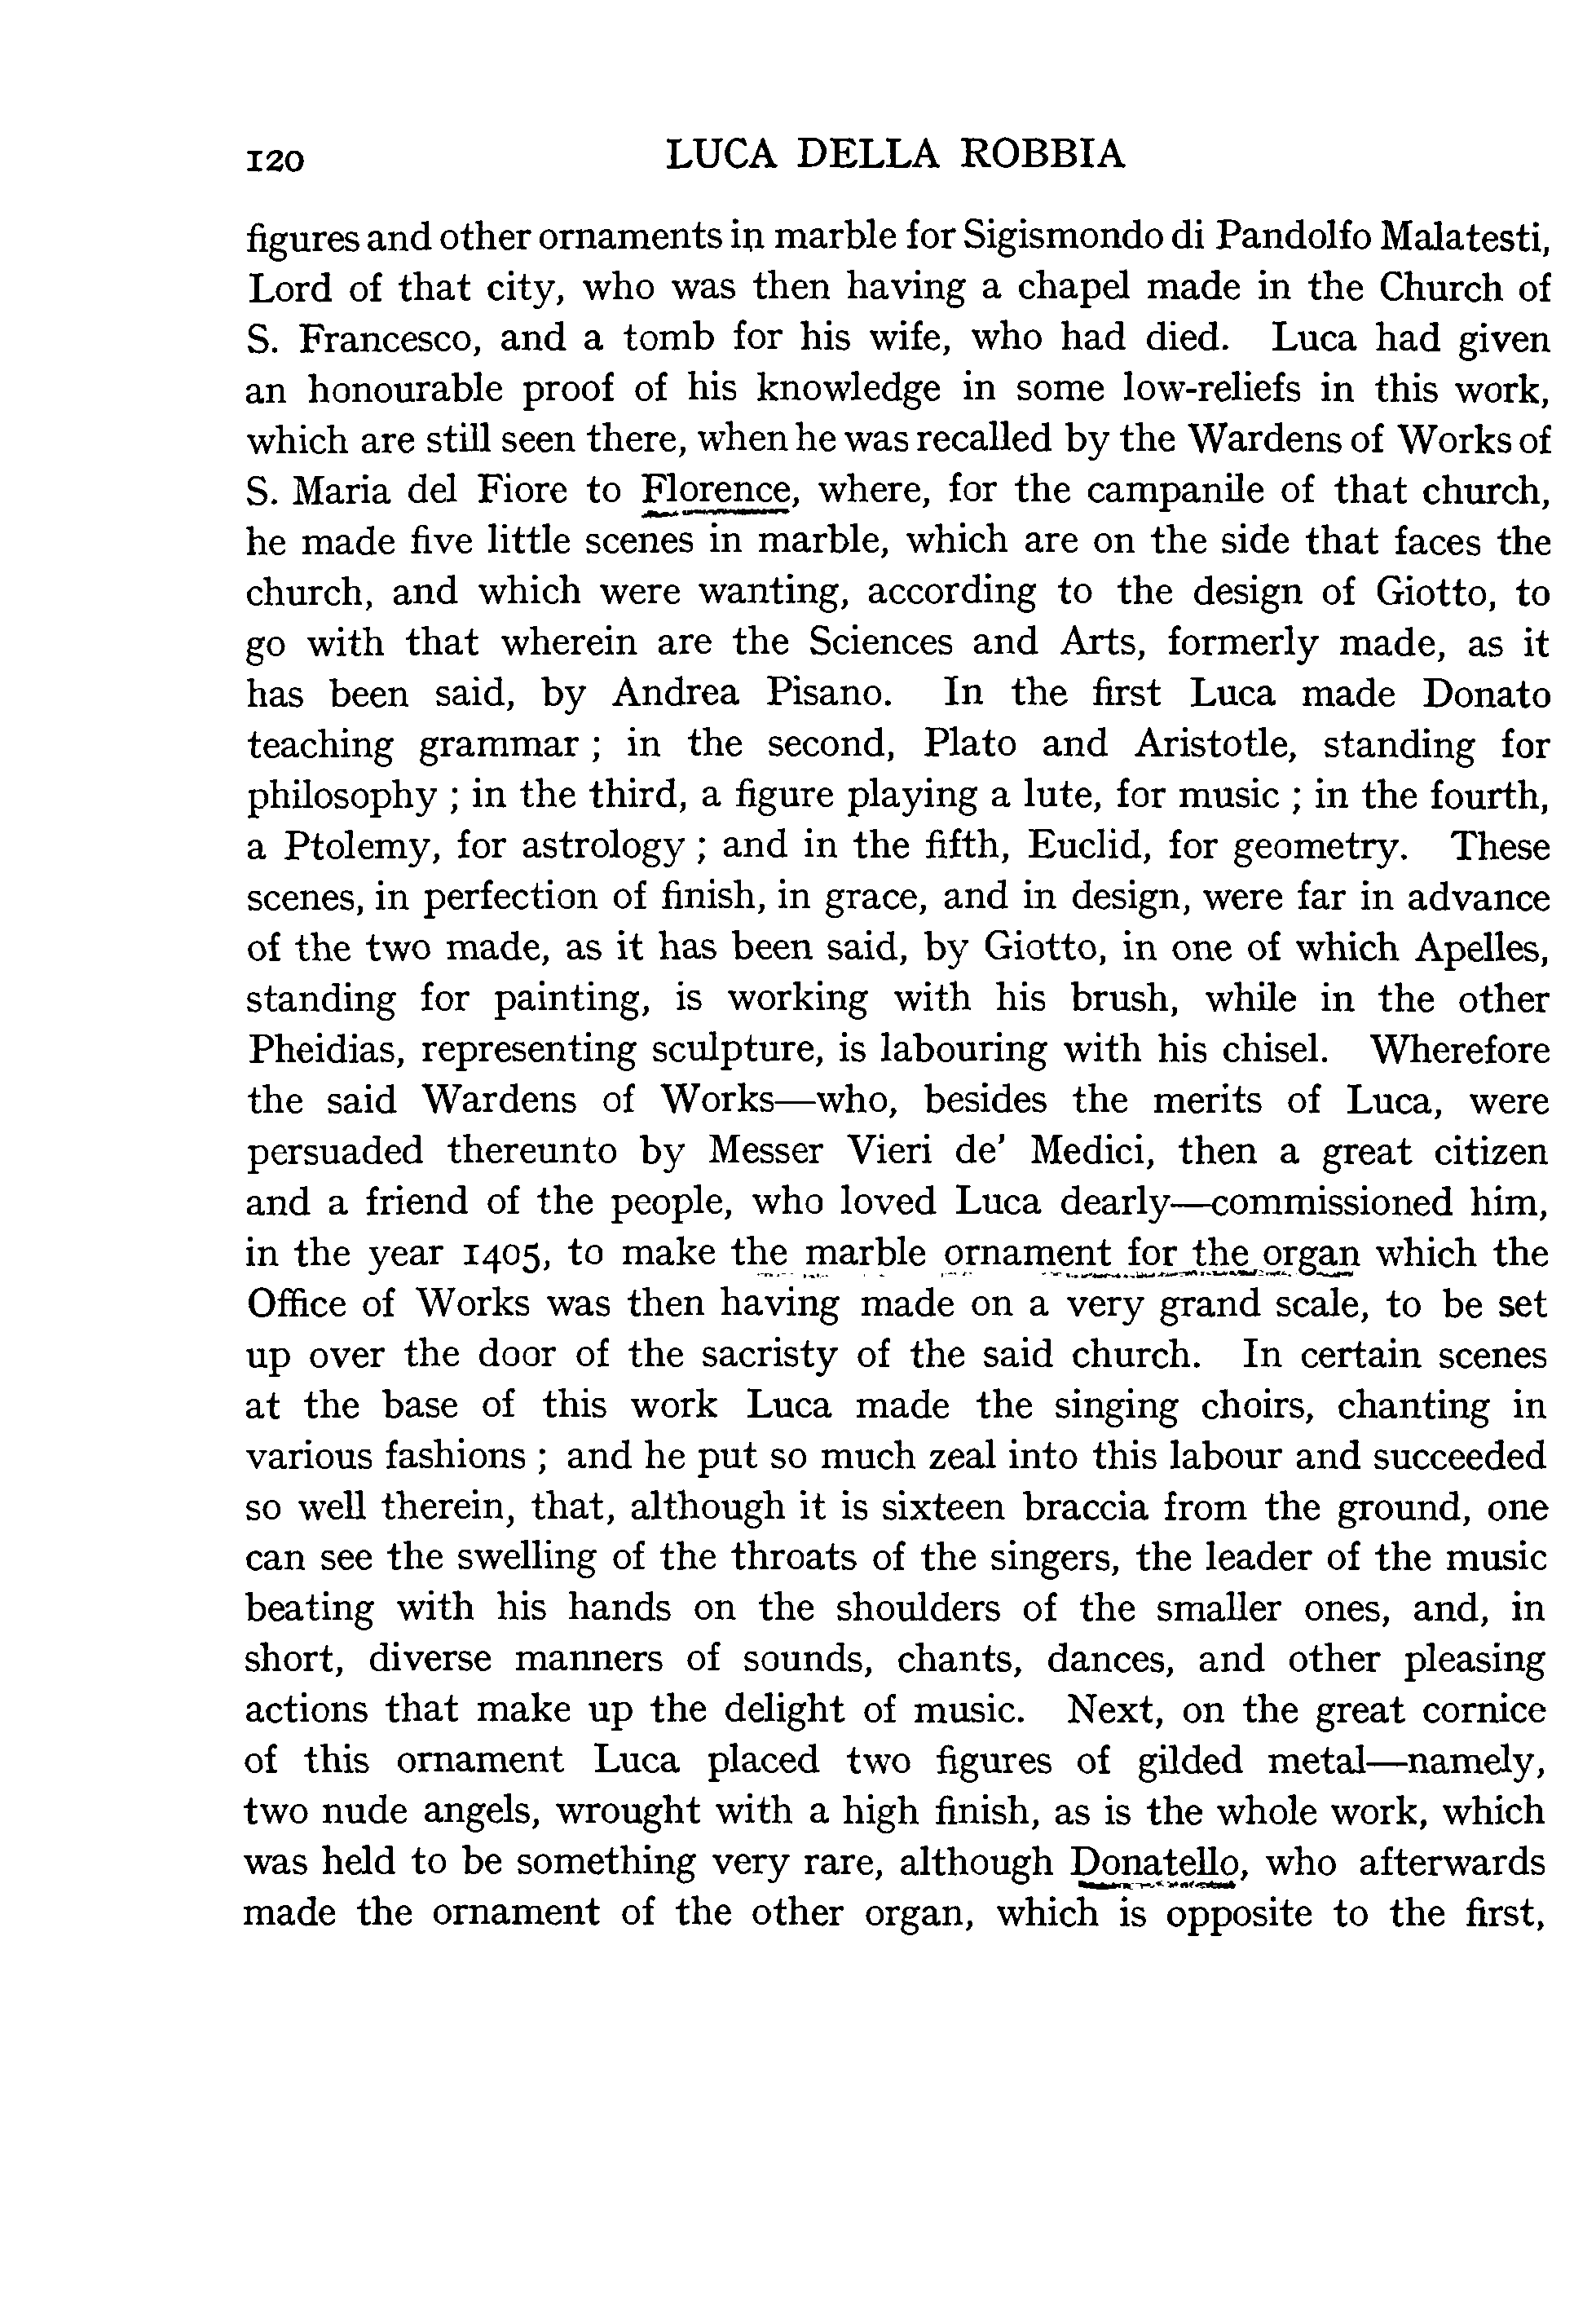 120 LUCA DELLA ROBBIA
figures and other ornaments in marble for Sigismondo di Pandolfo Malatesti,
Lord of that city, who was then having a chapel made in the Church of
S. Francesco, and a tomb for his wife, who had died. Luca had given
an honourable proof of his knowledge in some low-reliefs in this work,
which are still seen there, when he was recalled by the Wardens of Works of
S. Maria del Fiore to Florence, where, for the campanile of that church,
he made five little scenes in marble, which are on the side that faces the
church, and which were wanting, according to the design of Giotto, to
go with that wherein are the Sciences and Arts, formerly made, as it
has been said, by Andrea Pisano. In the first Luca made Donato
teaching grammar ; in the second, Plato and Aristotle, standing for
philosophy ; in the third, a figure playing a lute, for music ; in the fourth,
a Ptolemy, for astrology ; and in the fifth, Euclid, for geometry. These
scenes, in perfection of finish, in grace, and in design, were far in advance
of the two made, as it has been said, by Giotto, in one of which Apelles,
standing for painting, is working with his brush, while in the other
Pheidias, representing sculpture, is labouring with his chisel. Wherefore
the said Wardens of Works—who, besides the merits of Luca, were
persuaded thereunto by Messer Vieri de' Medici, then a great citizen
and a friend of the people, who loved Luca dearly—commissioned him,
in the year 1405, to make the marble ornament for the organ which the
Office of Works was then having made on a very grand scale, to be set
up over the door of the sacristy of the said church. In certain scenes
at the base of this work Luca made the singing choirs, chanting in
various fashions ; and he put so much zeal into this labour and succeeded
so well therein, that, although it is sixteen braccia from the ground, one
can see the swelling of the throats of the singers, the leader of the music
beating with his hands on the shoulders of the smaller ones, and, in
short, diverse manners of sounds, chants, dances, and other pleasing
actions that make up the delight of music. Next, on the great cornice
of this ornament Luca placed two figures of gilded metal—namely,
two nude angels, wrought with a high finish, as is the whole work, which
was held to be something very rare, although Donatello, who afterwards
made the ornament of the other organ, which is opposite to the first,